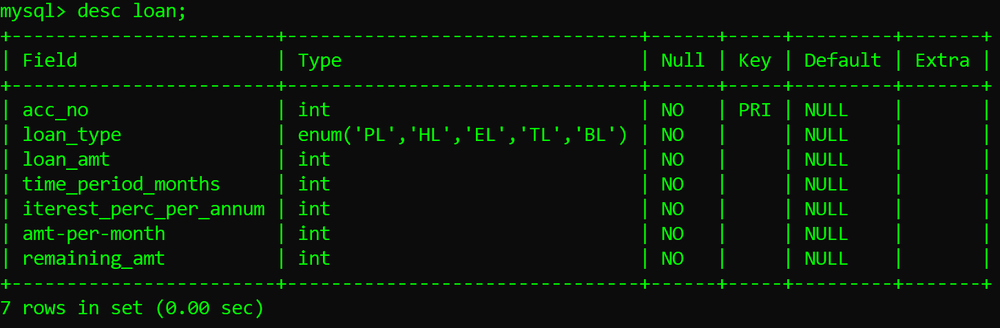 mysql> desc loan;
+------------------------+--------------------------------+------+-----+---------+-------+
| Field                  | Type                           | Null | Key | Default | Extra |
+------------------------+--------------------------------+------+-----+---------+-------+
| acc_no                 | int                            | NO   | PRI | NULL    |       |
| loan_type              | enum('PL','HL','EL','TL','BL') | NO   |     | NULL    |       |
| loan_amt               | int                            | NO   |     | NULL    |       |
| time_period_months     | int                            | NO   |     | NULL    |       |
| iterest_perc_per_annum | int                            | NO   |     | NULL    |       |
| amt-per-month          | int                            | NO   |     | NULL    |       |
| remaining_amt          | int                            | NO   |     | NULL    |       |
+------------------------+--------------------------------+------+-----+---------+-------+
7 rows in set (0.00 sec)